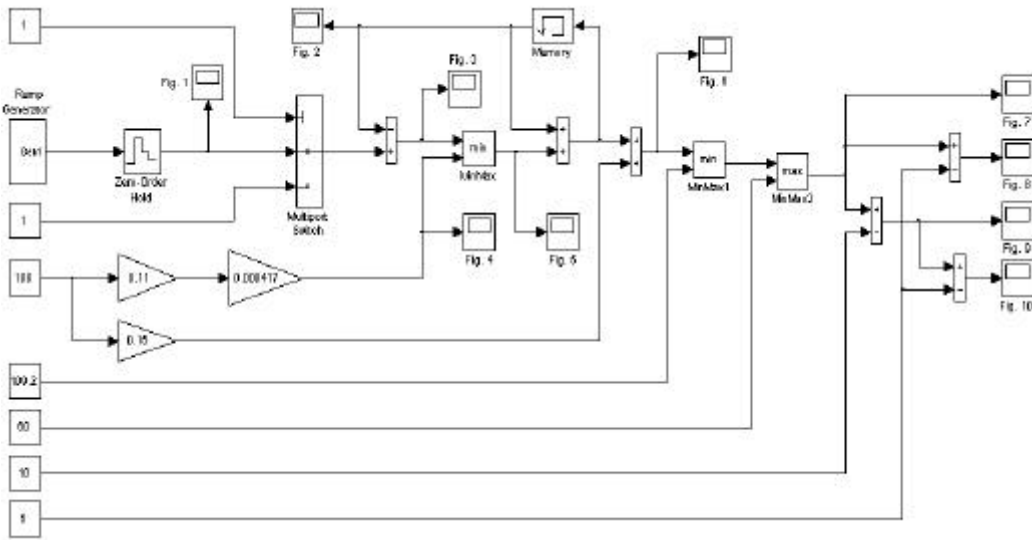 1
Fig. 2
Memory
Fig. 1
Fig. 3
Fig. 6
Ramp
Generator
Fig. 7
min
min
max
Zero-Order
Hold
MinMax
MinMax1
MinMax2
Fig. 8
1
Multiport
Switch
Fig. 4
Fig. 5
Fig. 9
100
0.11
0.000417
Fig. 10
0.15
100.2
60
10